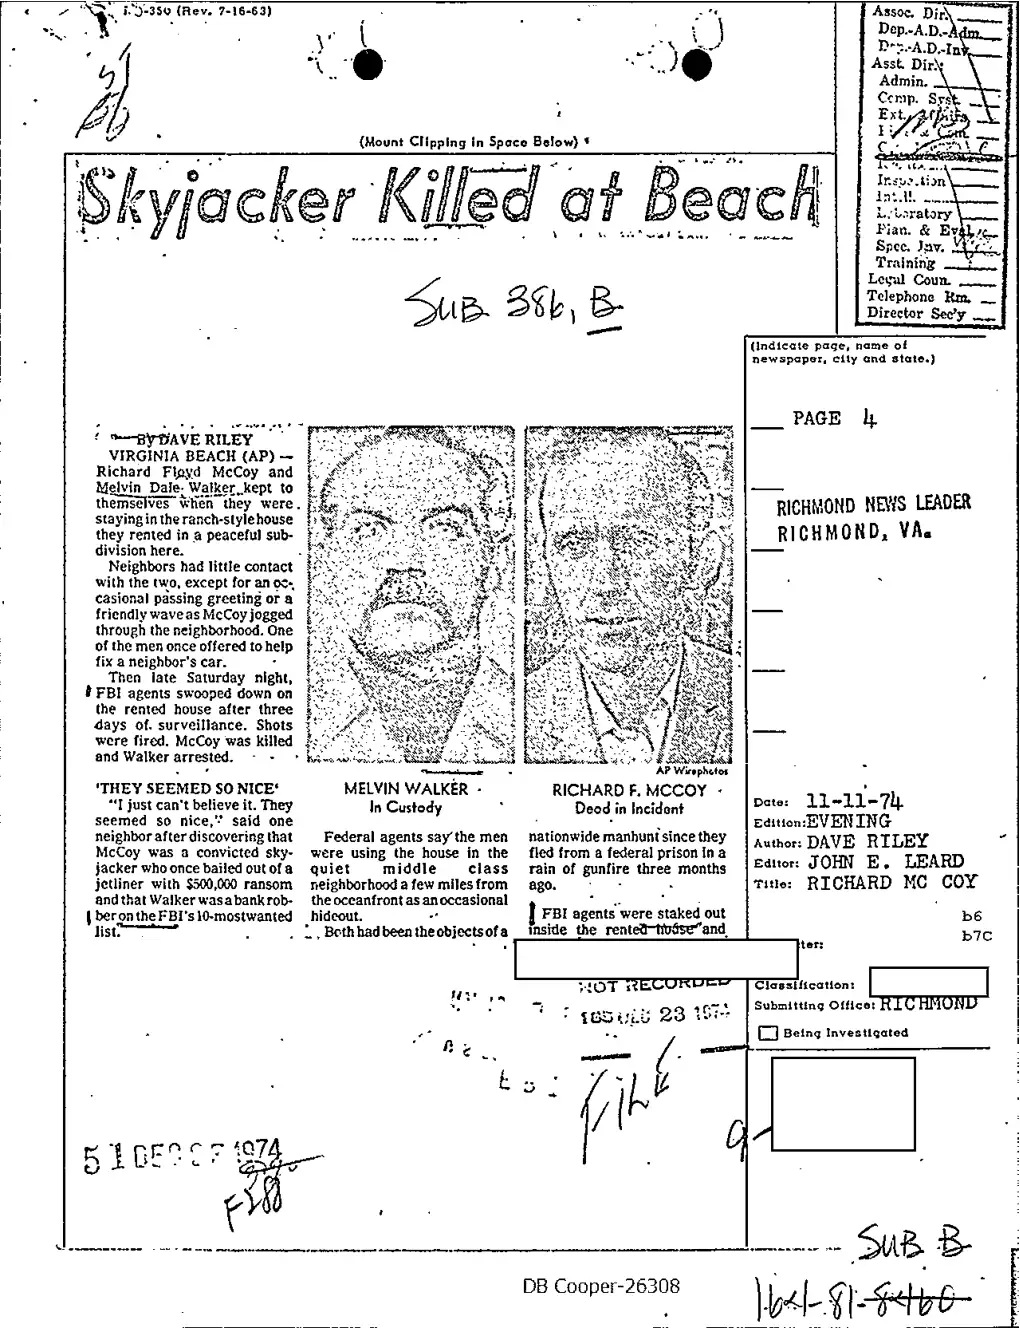 (Rev. 7-16-63)
(Mount Clipping in Space Below)
Assoc. Dir.
Dep.-A.D.-Adm.
Dep.-A.D.-Inv.
Asst. Dir.:
Admin.
Comp. Syst.
Ext. Affairs
Inspection
Intell.
Laboratory
Plan. & Eval.
Spec. Inv.
Training
Legal Coun.
Telephone Rm.
Director Sec'y
Skyjacker Killed at Beach
SUB 386, B
(Indicate page, name of
newspaper, city and state.)
PAGE 4
RICHMOND NEWS LEADER
RICHMOND, VA.
By DAVE RILEY
VIRGINIA BEACH (AP) —
Richard Floyd McCoy and
Melvin Dale Walker kept to
themselves when they were
staying in the ranch-style house
they rented in a peaceful sub-
division here.
Neighbors had little contact
with the two, except for an oc-
casional passing greeting or a
friendly wave as McCoy jogged
through the neighborhood. One
of the men once offered to help
fix a neighbor's car.
Then late Saturday night,
FBI agents swooped down on
the rented house after three
days of surveillance. Shots
were fired. McCoy was killed
and Walker arrested.
'THEY SEEMED SO NICE'
"I just can't believe it. They
seemed so nice," said one
neighbor after discovering that
McCoy was a convicted sky-
jacker who once bailed out of a
jetliner with $500,000 ransom
and that Walker was a bank rob-
ber on the FBI's 10-most wanted
list.
MELVIN WALKER
In Custody
Federal agents say the men
were using the house in the
quiet middle class
neighborhood a few miles from
the oceanfront as an occasional
hideout.
Both had been the objects of a
AP Wirephotos
RICHARD F. MCCOY
Dead in Incident
nationwide manhunt since they
fled from a federal prison in a
rain of gunfire three months
ago.
FBI agents were staked out
inside the rented house and
Date: 11-11-74
Edition: EVENING
Author: DAVE RILEY
Editor: JOHN E. LEARD
Title: RICHARD MC COY
b6
b7C
Classification:
Submitting Office: RICHMOND
Being Investigated
NOT RECORDED
23 1974
FILE
51 DEC 1974
F288
SUB B
DB Cooper-26308
164-81-8460